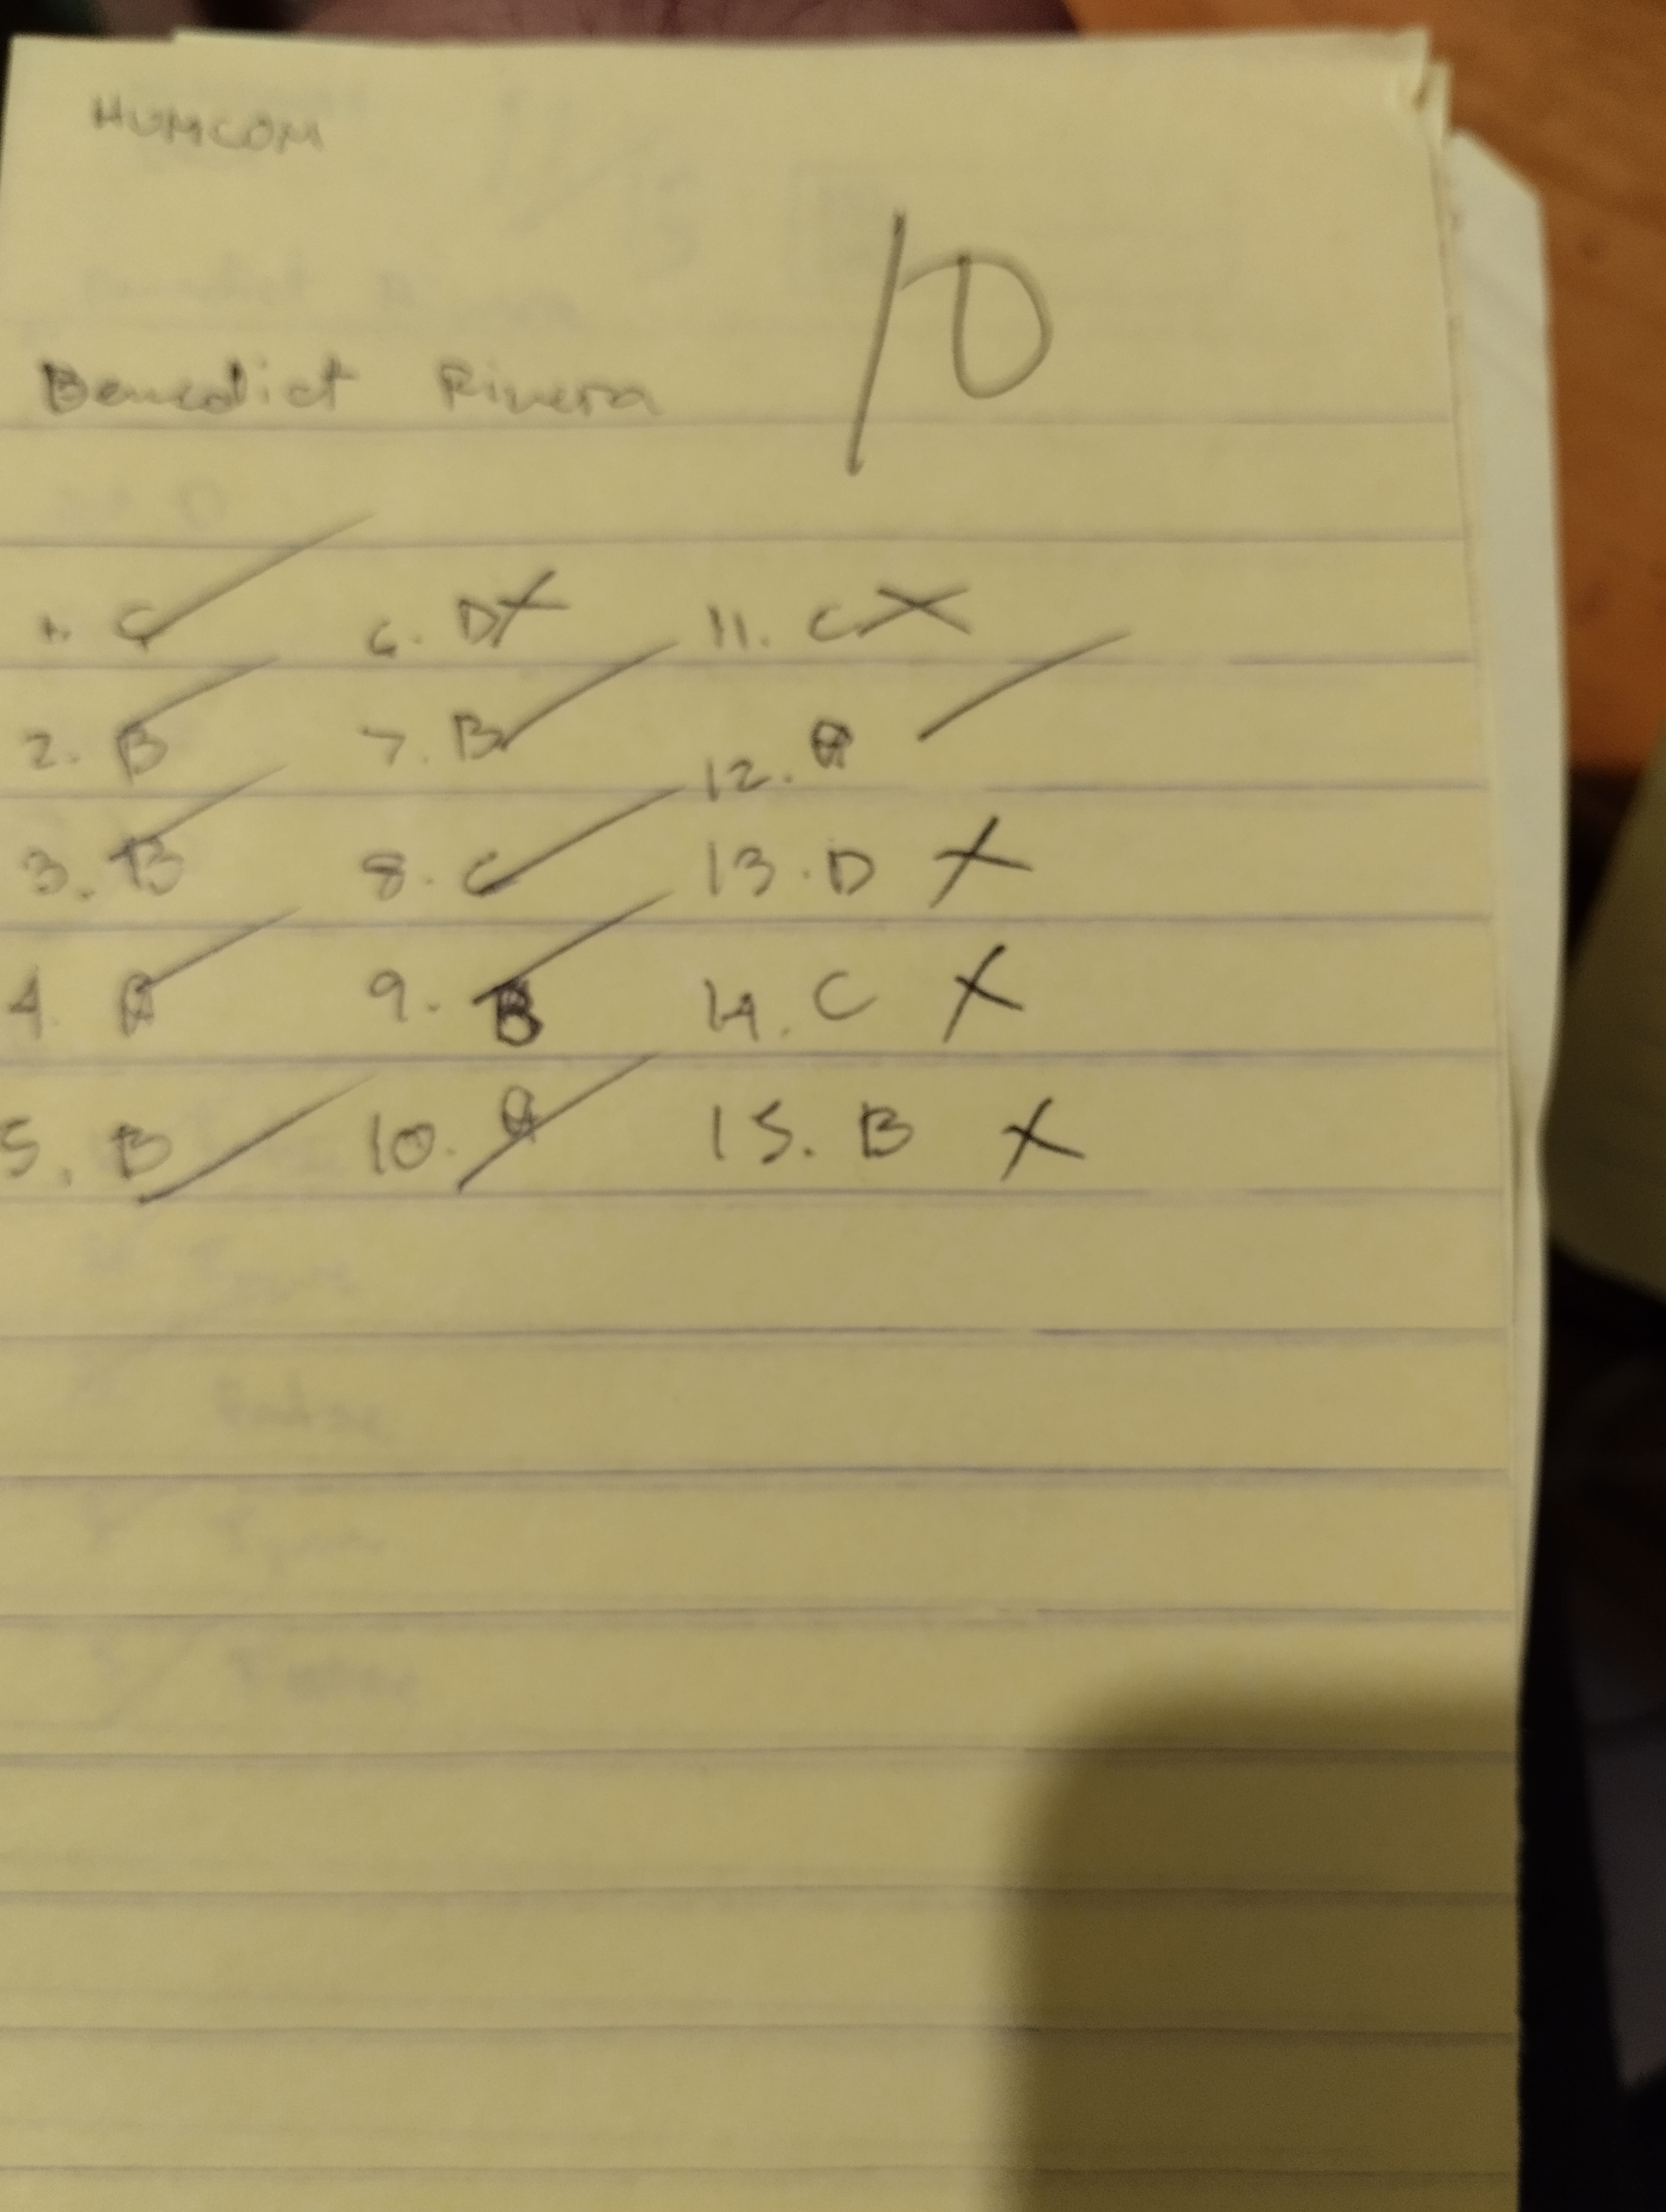 HUMCOM
10
Benedict Rivera
1. C 6. D 11. C
2. B 7. B 12. A
3. B 8. C 13. D
4. A 9. B 14. C
5. B 10. A 15. B